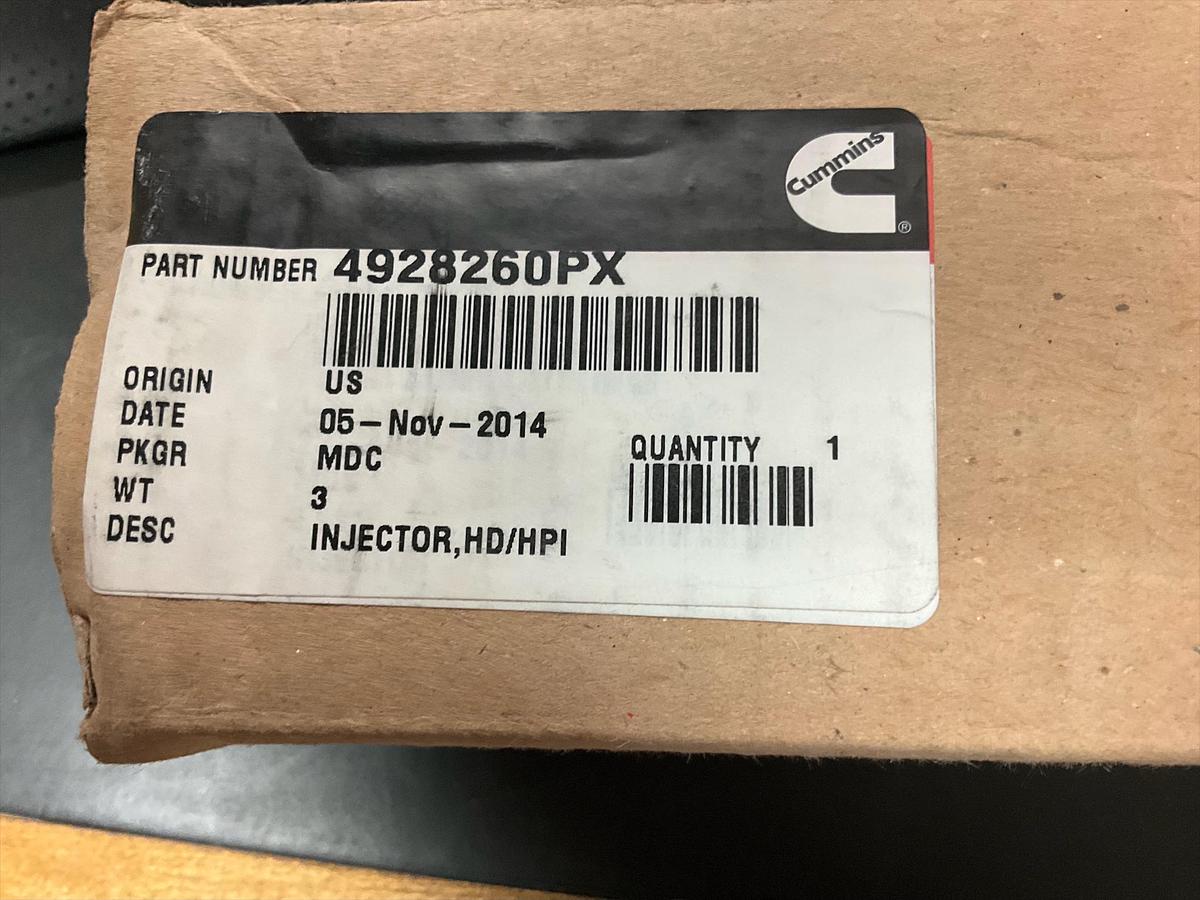 Cummins
®
PART NUMBER 4928260PX
ORIGIN US
DATE 05-Nov-2014
PKGR MDC
QUANTITY 1
WT 3
DESC INJECTOR,HD/HPI